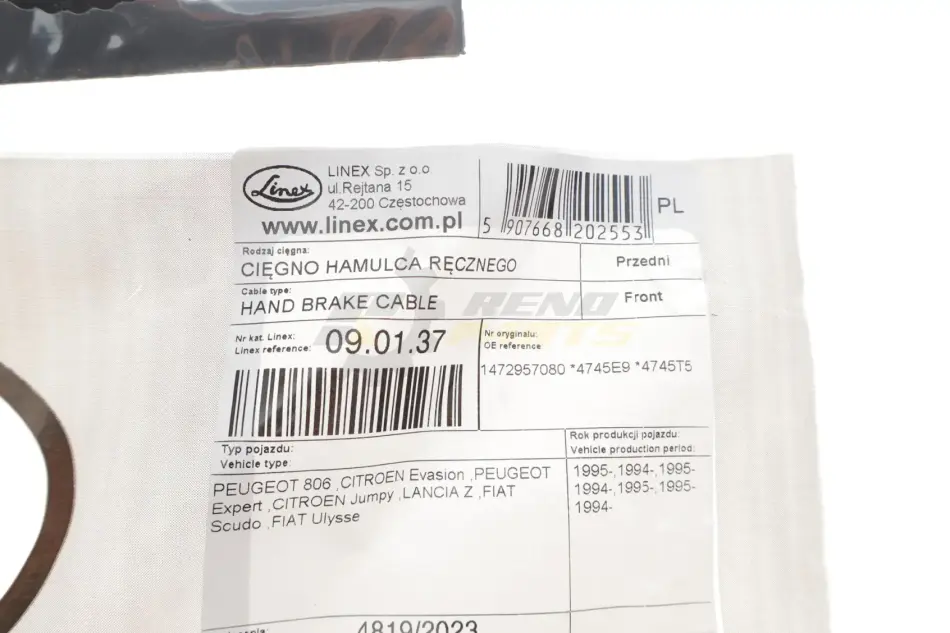 Linex
LINEX Sp. z o.o
ul.Rejtana 15
42-200 Częstochowa
www.linex.com.pl
5 907668 202553
PL
Rodzaj cięgna:
CIĘGNO HAMULCA RĘCZNEGO
Przedni
Cable type:
HAND BRAKE CABLE
Front
RENO
PARTS
Nr kat. Linex:
Linex reference:
09.01.37
Nr oryginału:
OE reference:
1472957080 *4745E9 *4745T5
Typ pojazdu:
Vehicle type:
Rok produkcji pojazdu:
Vehicle production period:
PEUGEOT 806 ,CITROEN Evasion ,PEUGEOT
Expert ,CITROEN Jumpy ,LANCIA Z ,FIAT
Scudo ,FIAT Ulysse
1995-,1994-,1995-
1994-,1995-,1995-
1994-
4819/2023